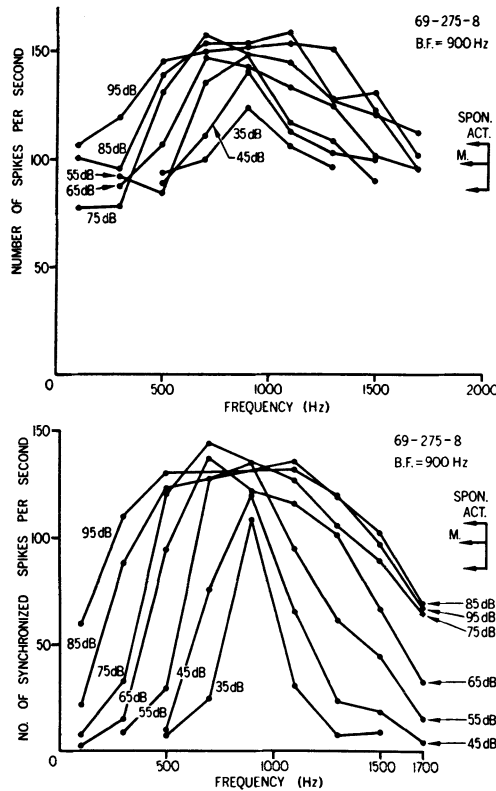 69-275-8
B.F. = 900 Hz
NUMBER OF SPIKES PER SECOND
150
100
50
95dB
85dB
55dB
65dB
75dB
35dB
45dB
SPON.
ACT.
M.
0
500
1000
1500
2000
FREQUENCY (Hz)
69-275-8
B.F. = 900 Hz
NO. OF SYNCHRONIZED SPIKES PER SECOND
150
100
50
0
95dB
85dB
75dB
65dB
55dB
45dB
35dB
SPON.
ACT.
M.
85dB
95dB
75dB
65dB
55dB
45dB
500
1000
1500
1700
FREQUENCY (Hz)